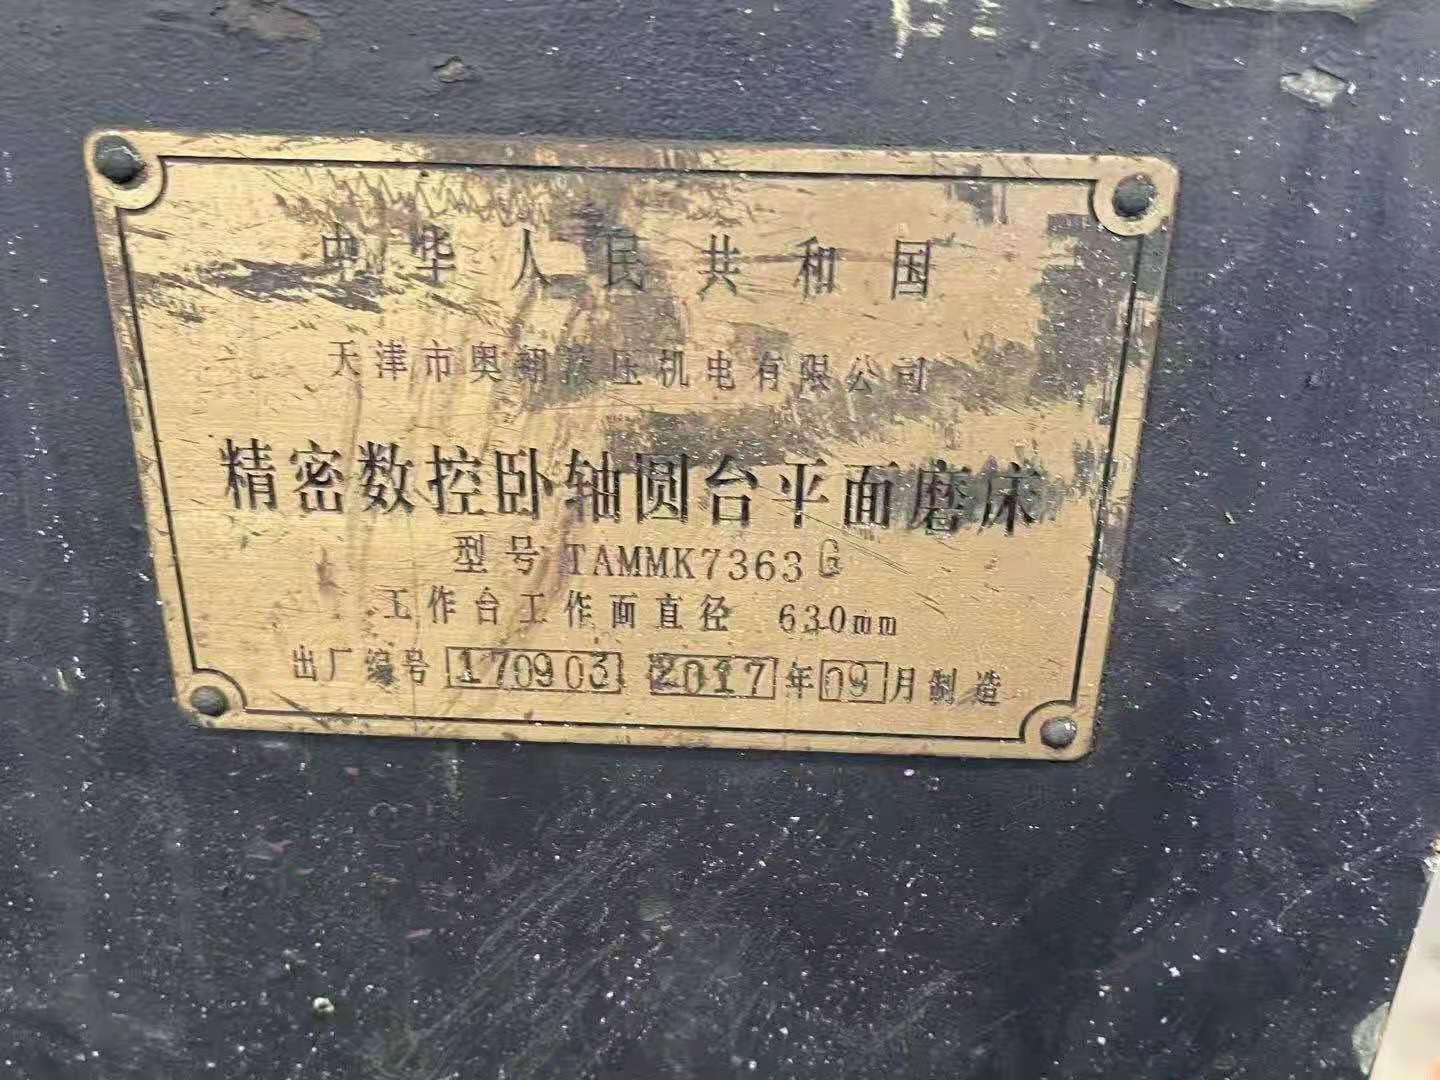 中华人民共和国
天津市奥翔液压机电有限公司
精密数控卧轴圆台平面磨床
型号 TAMMK7363G
工作台工作面直径 630mm
出厂编号 170903 2017年09月制造